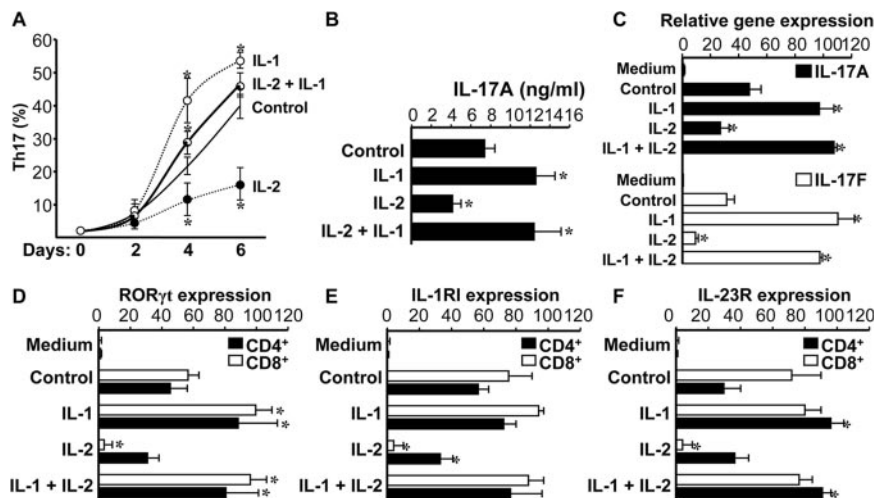 A
60
50
40
30
20
10
Th17 (%)
Days: 0 2 4 6
IL-1
IL-2 + IL-1
Control
IL-2
* * * * *
B
IL-17A (ng/ml)
0 2 4 6 8 10 12 14 16
Control
IL-1 *
IL-2 *
IL-2 + IL-1 *
C
Relative gene expression
0 20 40 60 80 100 120
Medium
IL-17A
Control
IL-1 *
IL-2 *
IL-1 + IL-2 *
Medium
IL-17F
Control
IL-1 *
IL-2 *
IL-1 + IL-2 *
D
RORγt expression
0 20 40 60 80 100 120
Medium
CD4+
CD8+
Control
IL-1 * *
IL-2 *
IL-1 + IL-2 * *
E
IL-1RI expression
0 20 40 60 80 100 120
Medium
CD4+
CD8+
Control
IL-1
IL-2 * *
IL-1 + IL-2
F
IL-23R expression
0 20 40 60 80 100 120
Medium
CD4+
CD8+
Control
IL-1 *
IL-2 *
IL-1 + IL-2 *